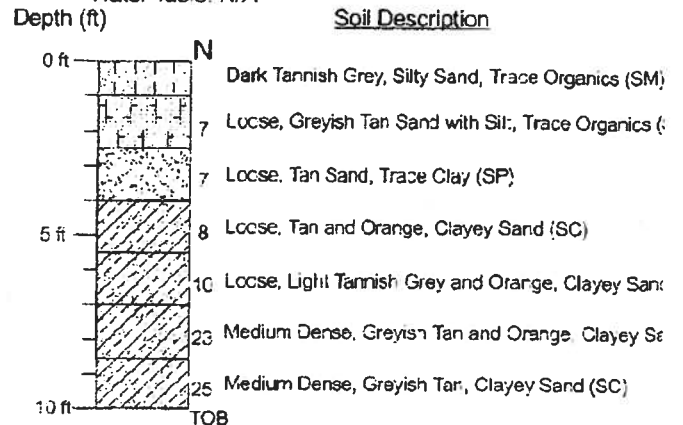 Depth (ft)
Soil Description
N
0 ft
Dark Tannish Grey, Silty Sand, Trace Organics (SM)
7 Loose, Greyish Tan Sand with Silt, Trace Organics (
7 Loose, Tan Sand, Trace Clay (SP)
5 ft
8 Loose, Tan and Orange, Clayey Sand (SC)
10 Loose, Light Tannish Grey and Orange, Clayey Sand
23 Medium Dense, Greyish Tan and Orange, Clayey Sa
25 Medium Dense, Greyish Tan, Clayey Sand (SC)
10 ft
TOB